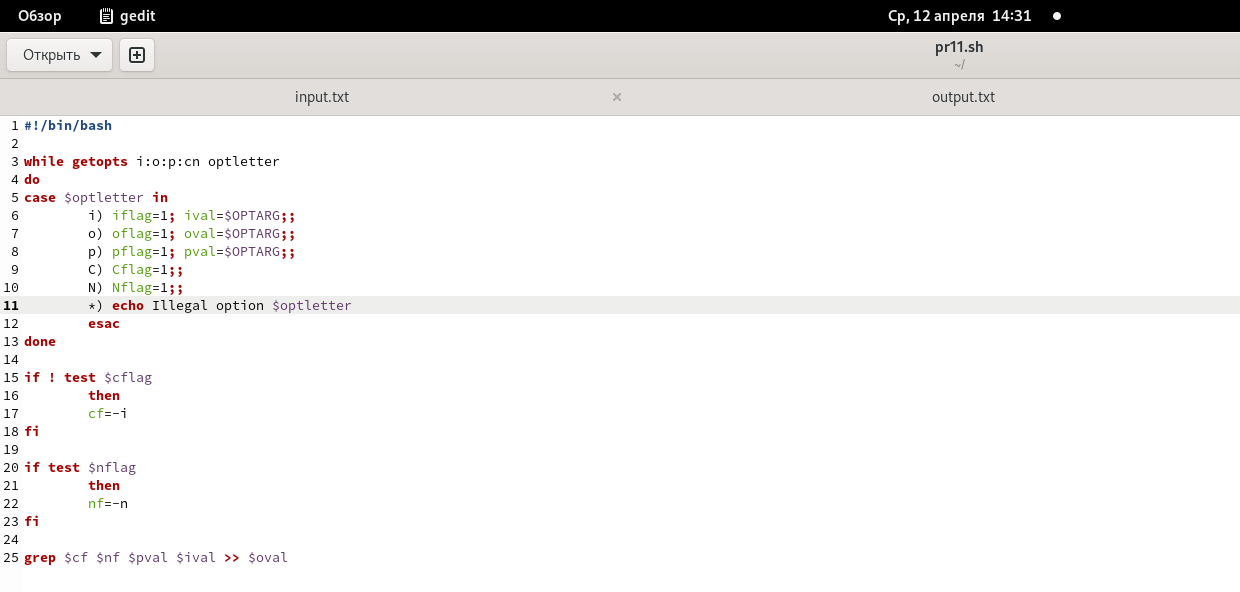 Обзор gedit Ср, 12 апреля 14:31
Открыть pr11.sh
~/
input.txt × output.txt
1 #!/bin/bash
2
3 while getopts i:o:p:cn optletter
4 do
5 case $optletter in
6 i) iflag=1; ival=$OPTARG;;
7 o) oflag=1; oval=$OPTARG;;
8 p) pflag=1; pval=$OPTARG;;
9 C) Cflag=1;;
10 N) Nflag=1;;
11 *) echo Illegal option $optletter
12 esac
13 done
14
15 if ! test $cflag
16 then
17 cf=-i
18 fi
19
20 if test $nflag
21 then
22 nf=-n
23 fi
24
25 grep $cf $nf $pval $ival >> $oval